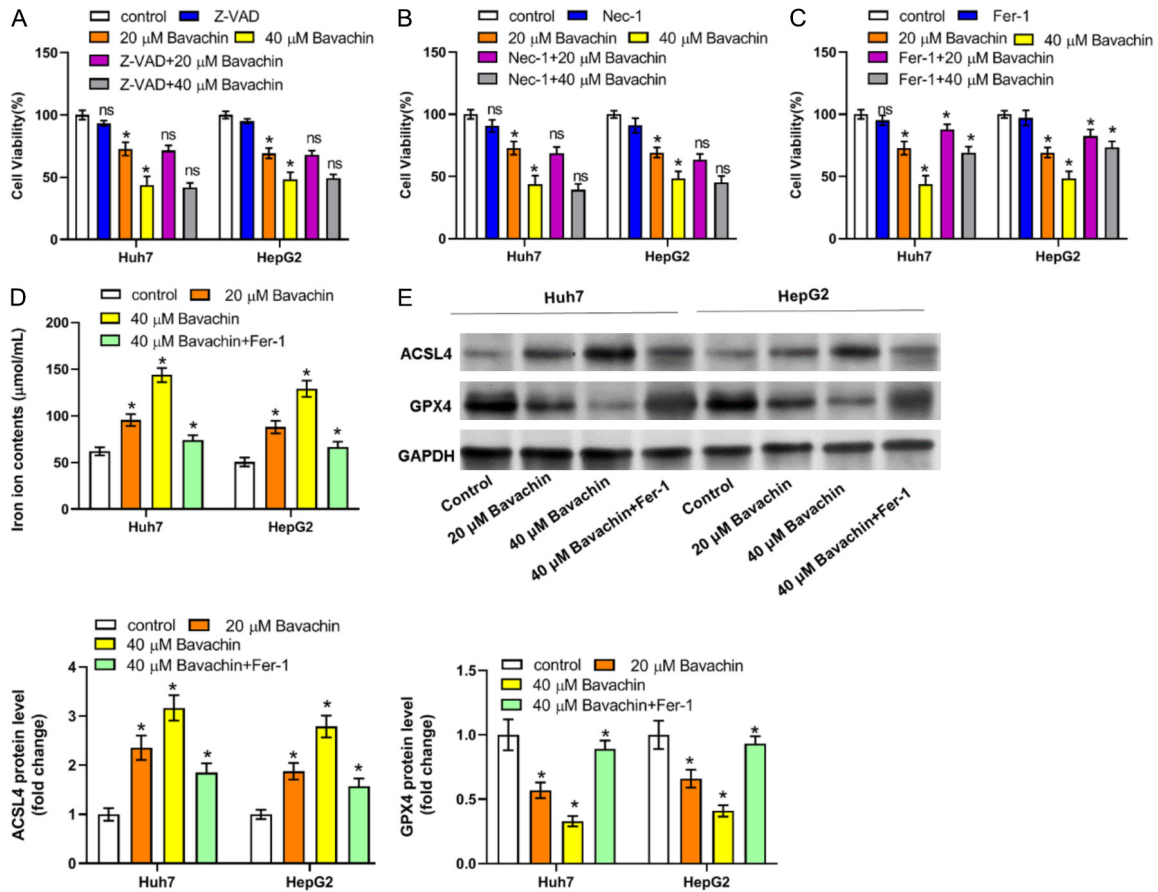 A
control Z-VAD
20 μM Bavachin 40 μM Bavachin
Z-VAD+20 μM Bavachin
Z-VAD+40 μM Bavachin
Cell Viability(%)
150
100
50
0
ns
*
*
ns
ns
*
*
ns
ns
Huh7 HepG2
B
control Nec-1
20 μM Bavachin 40 μM Bavachin
Nec-1+20 μM Bavachin
Nec-1+40 μM Bavachin
Cell Viability(%)
150
100
50
0
ns
*
*
ns
ns
*
*
ns
ns
Huh7 HepG2
C
control Fer-1
20 μM Bavachin 40 μM Bavachin
Fer-1+20 μM Bavachin
Fer-1+40 μM Bavachin
Cell Viability(%)
150
100
50
0
ns
*
*
*
*
*
*
*
*
Huh7 HepG2
D
control 20 μM Bavachin
40 μM Bavachin
40 μM Bavachin+Fer-1
Iron ion contents (μmol/mL)
200
150
100
50
0
*
*
*
*
*
*
Huh7 HepG2
E
Huh7 HepG2
ACSL4
GPX4
GAPDH
Control
20 μM Bavachin
40 μM Bavachin
40 μM Bavachin+Fer-1
Control
20 μM Bavachin
40 μM Bavachin
40 μM Bavachin+Fer-1
control 20 μM Bavachin
40 μM Bavachin
40 μM Bavachin+Fer-1
ACSL4 protein level
(fold change)
4
3
2
1
0
*
*
*
*
*
*
Huh7 HepG2
control 20 μM Bavachin
40 μM Bavachin
40 μM Bavachin+Fer-1
GPX4 protein level
(fold change)
1.5
1.0
0.5
0.0
*
*
*
*
*
*
Huh7 HepG2